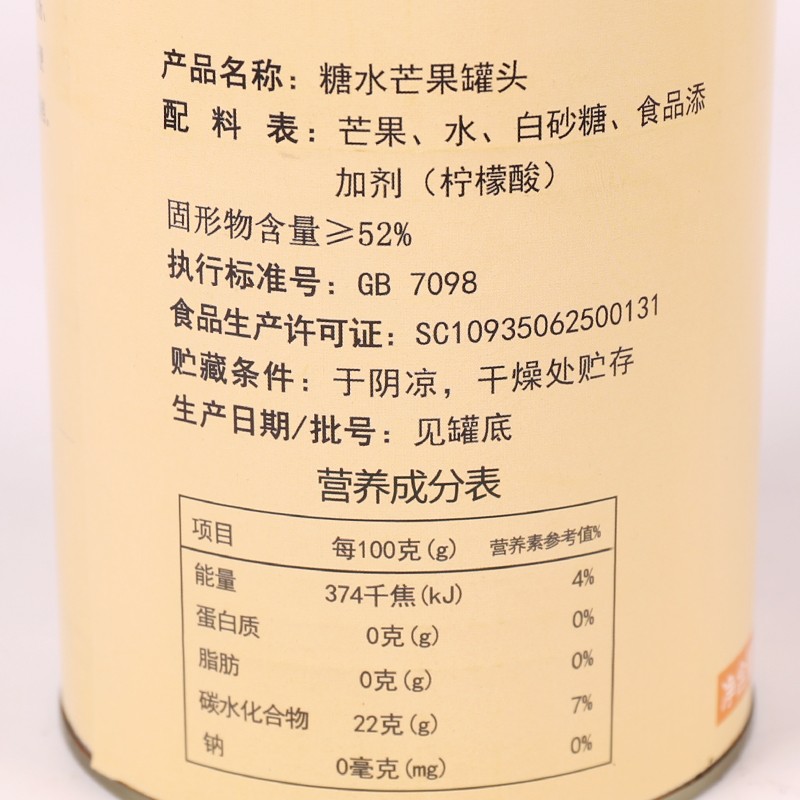 产品名称：糖水芒果罐头
配料表：芒果、水、白砂糖、食品添
加剂（柠檬酸）
固形物含量≥52%
执行标准号：GB 7098
食品生产许可证：SC10935062500131
贮藏条件：于阴凉，干燥处贮存
生产日期/批号：见罐底
营养成分表
项目 每100克(g) 营养素参考值%
能量 374千焦(kJ) 4%
蛋白质 0克(g) 0%
脂肪 0克(g) 0%
碳水化合物 22克(g) 7%
钠 0毫克(mg) 0%
净